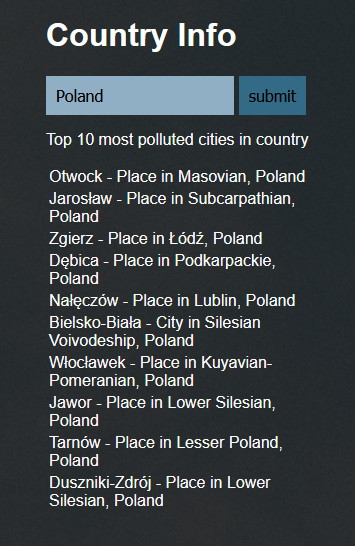 Country Info
Poland
submit
Top 10 most polluted cities in country
Otwock - Place in Masovian, Poland
Jarosław - Place in Subcarpathian,
Poland
Zgierz - Place in Łódź, Poland
Dębica - Place in Podkarpackie,
Poland
Nałęczów - Place in Lublin, Poland
Bielsko-Biała - City in Silesian
Voivodeship, Poland
Włocławek - Place in Kuyavian-
Pomeranian, Poland
Jawor - Place in Lower Silesian,
Poland
Tarnów - Place in Lesser Poland,
Poland
Duszniki-Zdrój - Place in Lower
Silesian, Poland